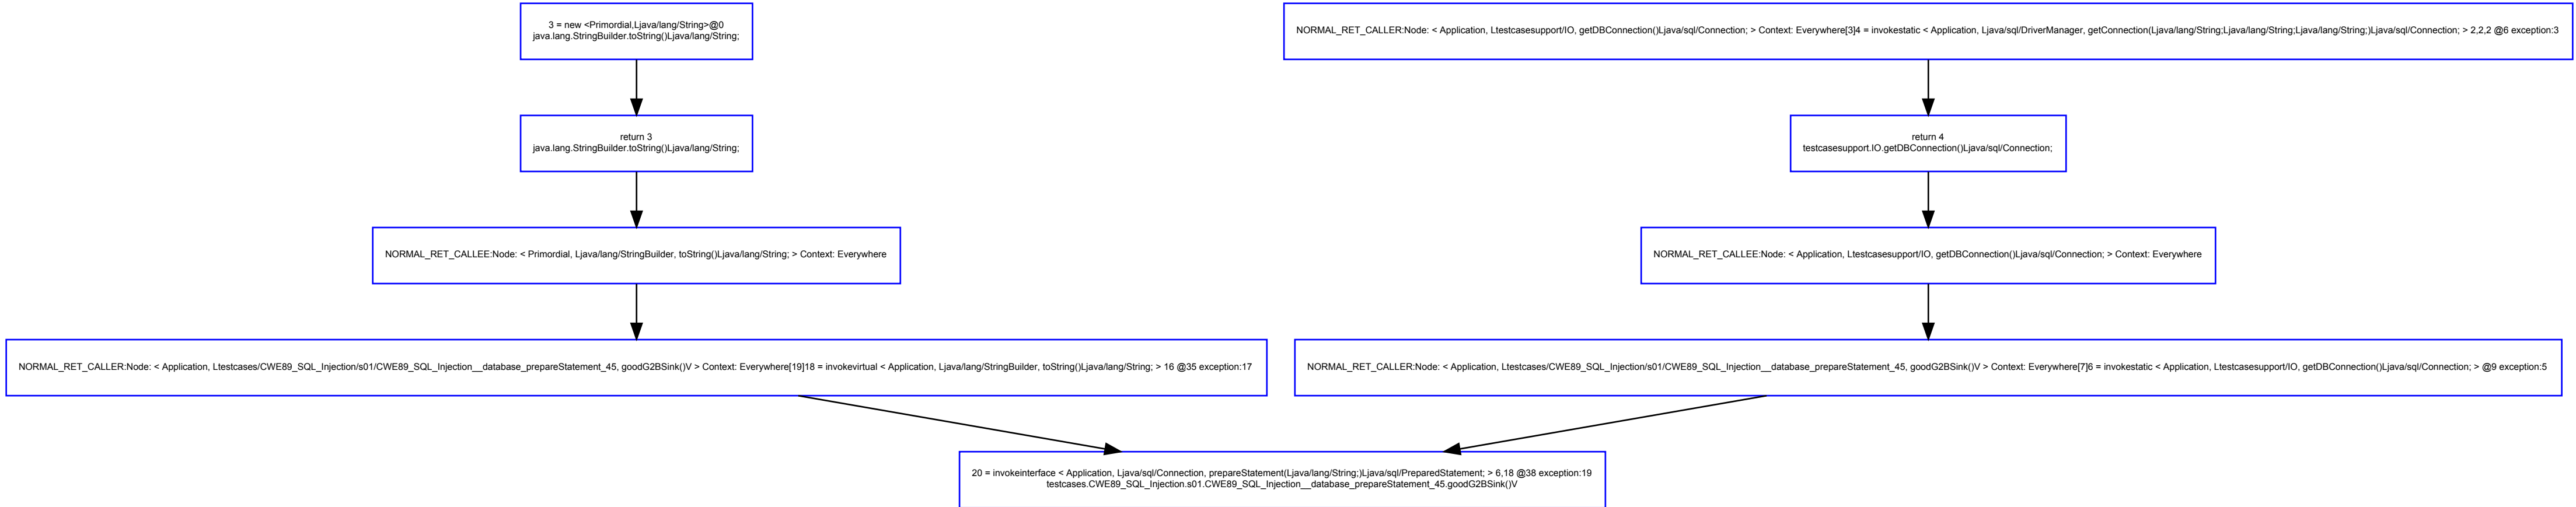 3 = new <Primordial,Ljava/lang/String>@0
java.lang.StringBuilder.toString()Ljava/lang/String;
NORMAL_RET_CALLER:Node: < Application, Ltestcasesupport/IO, getDBConnection()Ljava/sql/Connection; > Context: Everywhere[3]4 = invokestatic < Application, Ljava/sql/DriverManager, getConnection(Ljava/lang/String;Ljava/lang/String;Ljava/lang/String;)Ljava/sql/Connection; > 2,2,2 @6 exception:3
return 3
java.lang.StringBuilder.toString()Ljava/lang/String;
return 4
testcasesupport.IO.getDBConnection()Ljava/sql/Connection;
NORMAL_RET_CALLEE:Node: < Primordial, Ljava/lang/StringBuilder, toString()Ljava/lang/String; > Context: Everywhere
NORMAL_RET_CALLEE:Node: < Application, Ltestcasesupport/IO, getDBConnection()Ljava/sql/Connection; > Context: Everywhere
NORMAL_RET_CALLER:Node: < Application, Ltestcases/CWE89_SQL_Injection/s01/CWE89_SQL_Injection__database_prepareStatement_45, goodG2BSink()V > Context: Everywhere[19]18 = invokevirtual < Application, Ljava/lang/StringBuilder, toString()Ljava/lang/String; > 16 @35 exception:17
NORMAL_RET_CALLER:Node: < Application, Ltestcases/CWE89_SQL_Injection/s01/CWE89_SQL_Injection__database_prepareStatement_45, goodG2BSink()V > Context: Everywhere[7]6 = invokestatic < Application, Ltestcasesupport/IO, getDBConnection()Ljava/sql/Connection; > @9 exception:5
20 = invokeinterface < Application, Ljava/sql/Connection, prepareStatement(Ljava/lang/String;)Ljava/sql/PreparedStatement; > 6,18 @38 exception:19
testcases.CWE89_SQL_Injection.s01.CWE89_SQL_Injection__database_prepareStatement_45.goodG2BSink()V